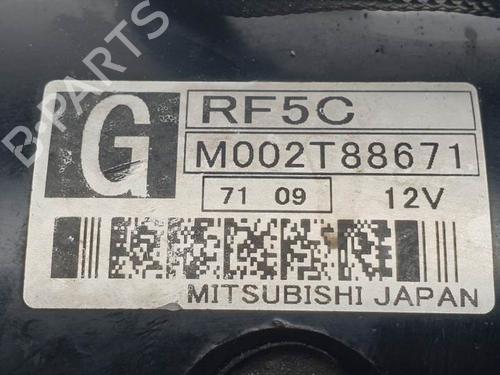 B-PARTS
G
RF5C
M002T88671
71 09
12V
MITSUBISHI JAPAN